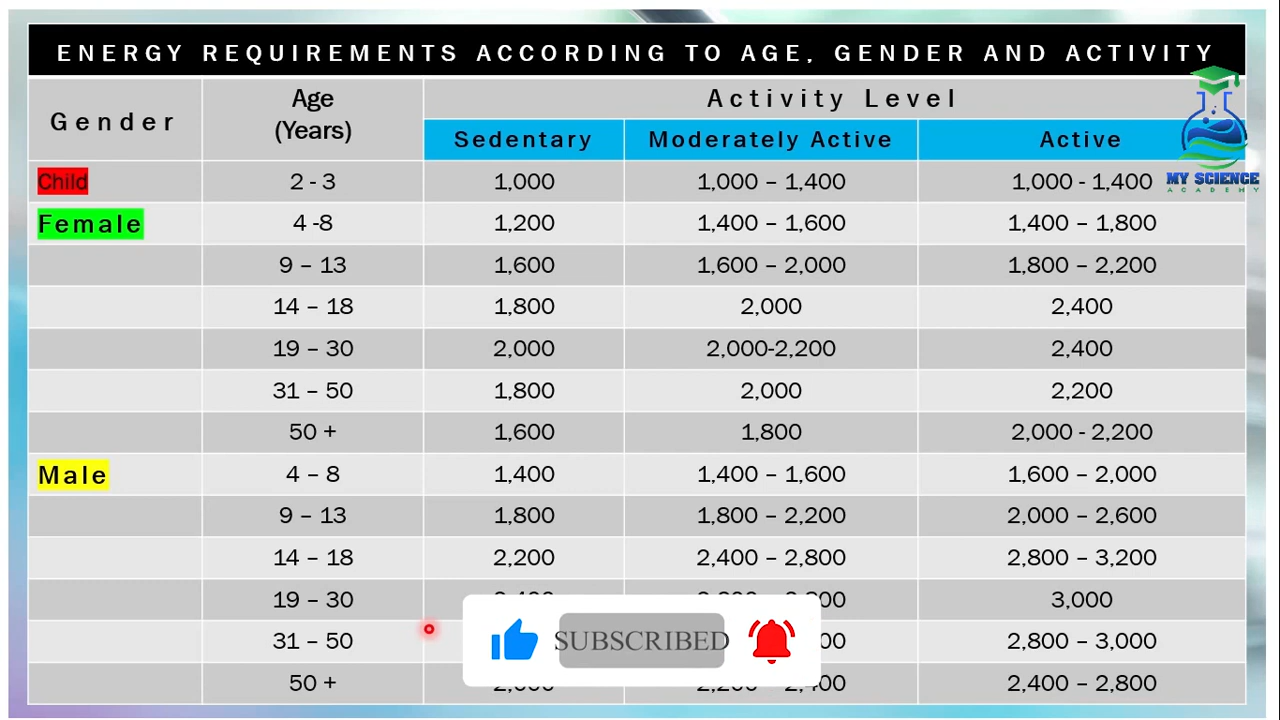 ENERGY REQUIREMENTS ACCORDING TO AGE, GENDER AND ACTIVITY
Gender Age (Years) Activity Level
Sedentary Moderately Active Active
MY SCIENCE
ACADEMY
Child 2 - 3 1,000 1,000 – 1,400 1,000 - 1,400
Female 4 -8 1,200 1,400 – 1,600 1,400 – 1,800
9 – 13 1,600 1,600 – 2,000 1,800 – 2,200
14 – 18 1,800 2,000 2,400
19 – 30 2,000 2,000-2,200 2,400
31 – 50 1,800 2,000 2,200
50 + 1,600 1,800 2,000 - 2,200
Male 4 – 8 1,400 1,400 – 1,600 1,600 – 2,000
9 – 13 1,800 1,800 – 2,200 2,000 – 2,600
14 – 18 2,200 2,400 – 2,800 2,800 – 3,200
19 – 30 3,000
31 – 50 2,800 – 3,000
SUBSCRIBED
50 + 2,400 – 2,800